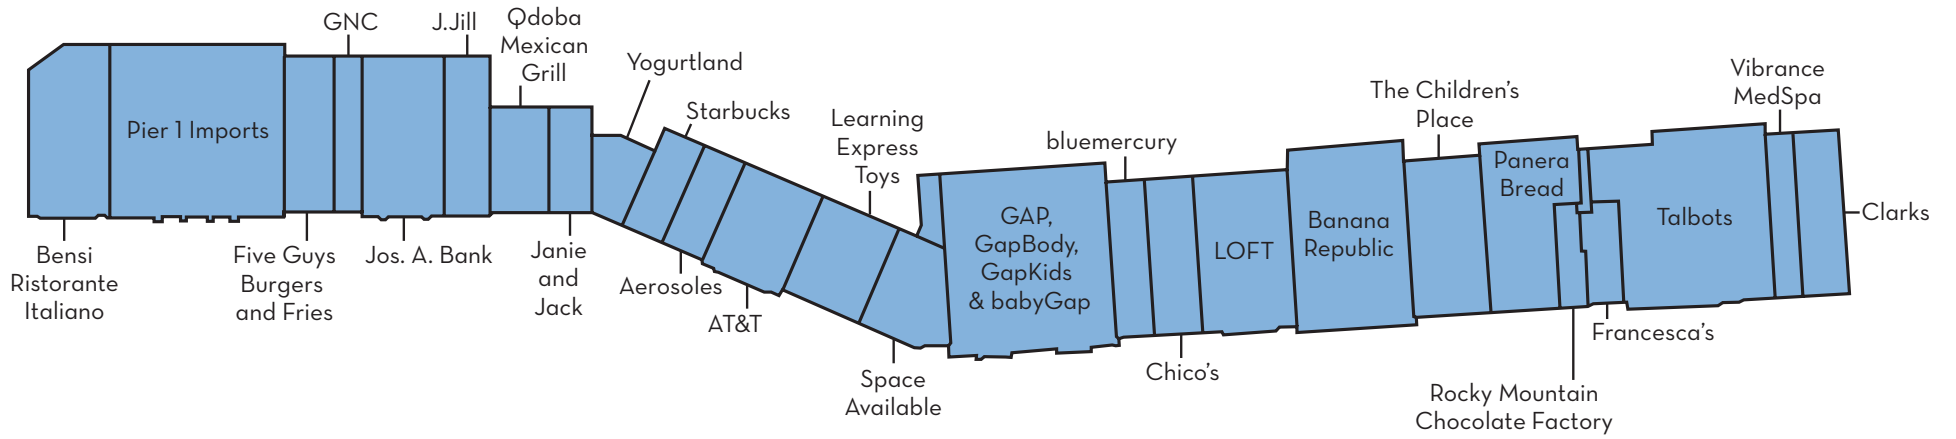 Bensi
Ristorante
Italiano
Pier 1 Imports
Five Guys
Burgers
and Fries
GNC
Jos. A. Bank
J.Jill
Qdoba
Mexican
Grill
Janie
and
Jack
Yogurtland
Starbucks
Aerosoles
AT&T
Learning
Express
Toys
Space
Available
GAP,
GapBody,
GapKids
& babyGap
bluemercury
Chico's
LOFT
Banana
Republic
The Children's
Place
Panera
Bread
Rocky Mountain
Chocolate Factory
Francesca's
Talbots
Vibrance
MedSpa
Clarks